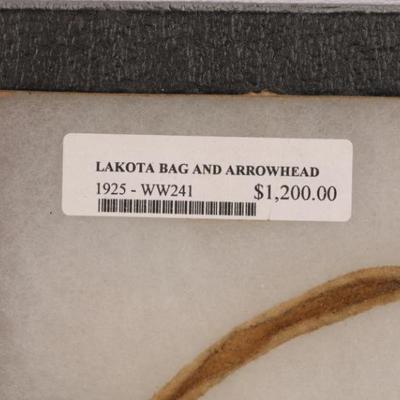 LAKOTA BAG AND ARROWHEAD
1925 - WW241 $1,200.00